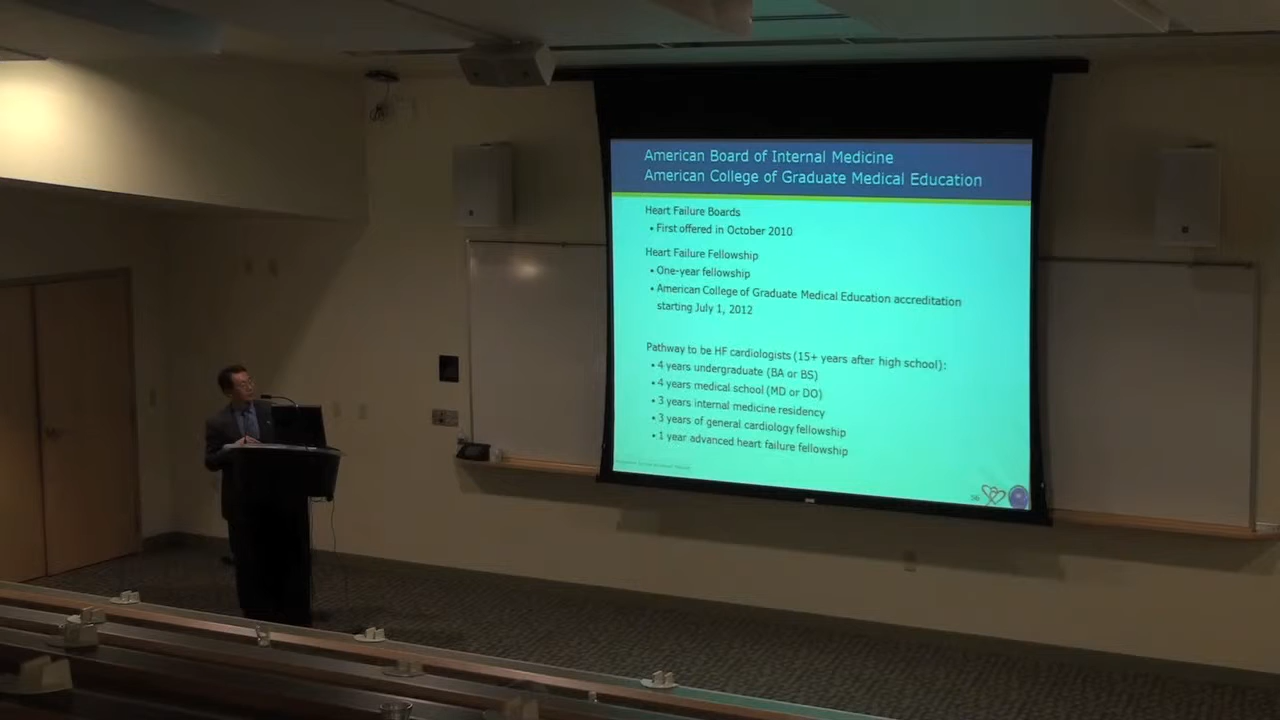 American Board of Internal Medicine
American College of Graduate Medical Education
Heart Failure Boards
• First offered in October 2010
Heart Failure Fellowship
• One-year fellowship
• American College of Graduate Medical Education accreditation
starting July 1, 2012
Pathway to be HF cardiologists (15+ years after high school):
• 4 years undergraduate (BA or BS)
• 4 years medical school (MD or DO)
• 3 years internal medicine residency
• 3 years of general cardiology fellowship
• 1 year advanced heart failure fellowship